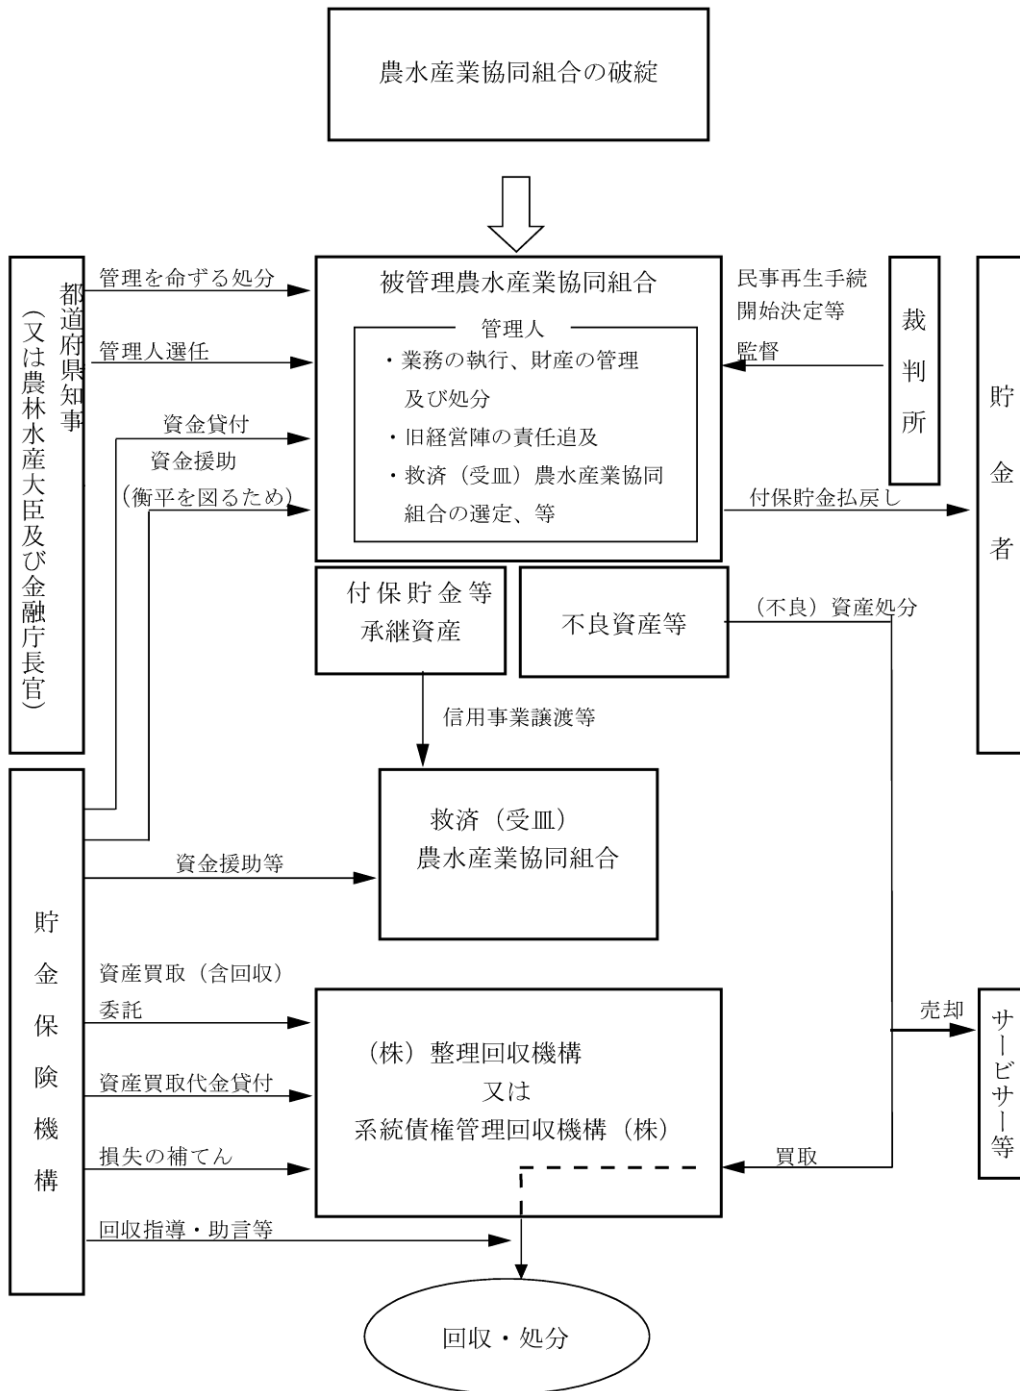 農水産業協同組合の破綻
都道府県知事
（又は農林水産大臣及び金融庁長官）
管理を命ずる処分
管理人選任
資金貸付
資金援助
（衡平を図るため）
被管理農水産業協同組合
管理人
・業務の執行、財産の管理
及び処分
・旧経営陣の責任追及
・救済（受皿）農水産業協同
組合の選定、等
民事再生手続
開始決定等
監督
裁判所
貯金者
付保貯金払戻し
付保貯金等
承継資産
不良資産等
（不良）資産処分
信用事業譲渡等
救済（受皿）
農水産業協同組合
資金援助等
貯金保険機構
資産買取（含回収）
委託
資産買取代金貸付
損失の補てん
回収指導・助言等
（株）整理回収機構
又は
系統債権管理回収機構（株）
売却
サービサー等
買取
回収・処分